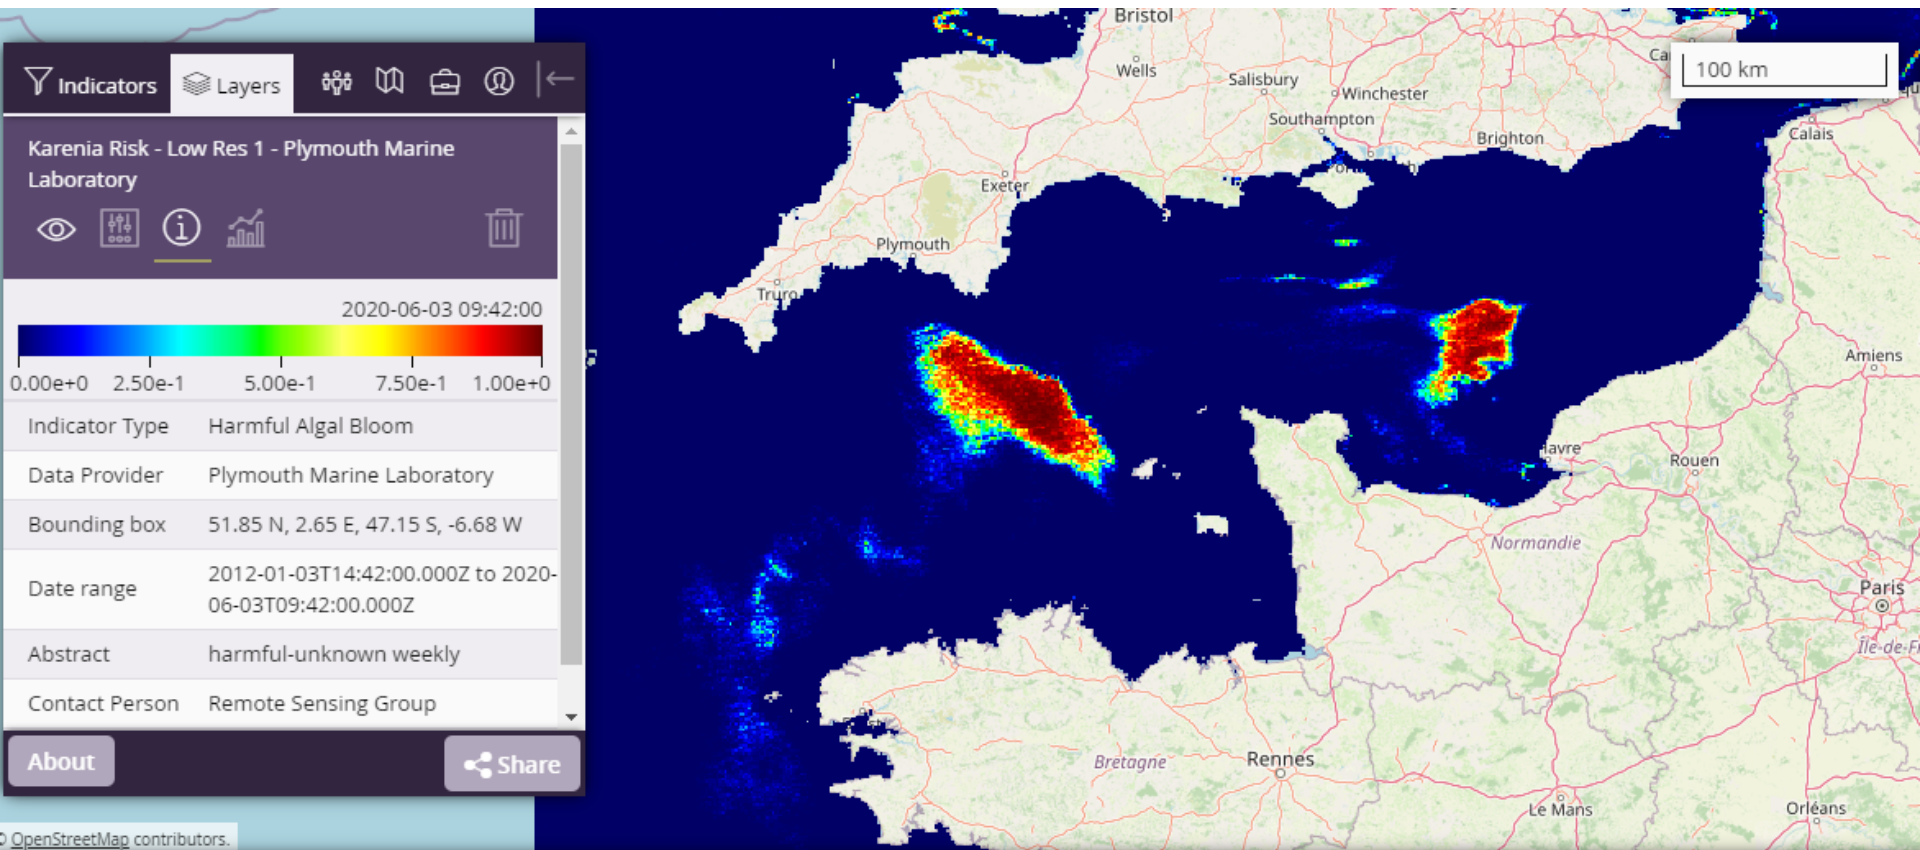 Indicators
Layers
Karenia Risk - Low Res 1 - Plymouth Marine
Laboratory
2020-06-03 09:42:00
0.00e+0 2.50e-1 5.00e-1 7.50e-1 1.00e+0
Indicator Type Harmful Algal Bloom
Data Provider Plymouth Marine Laboratory
Bounding box 51.85 N, 2.65 E, 47.15 S, -6.68 W
Date range 2012-01-03T14:42:00.000Z to 2020-
06-03T09:42:00.000Z
Abstract harmful-unknown weekly
Contact Person Remote Sensing Group
About
Share
© OpenStreetMap contributors.
100 km
Bristol
Wells
Salisbury
Winchester
Southampton
Brighton
Calais
Exeter
Plymouth
Truro
Amiens
Rouen
Normandie
Paris
Bretagne
Rennes
Le Mans
Orléans